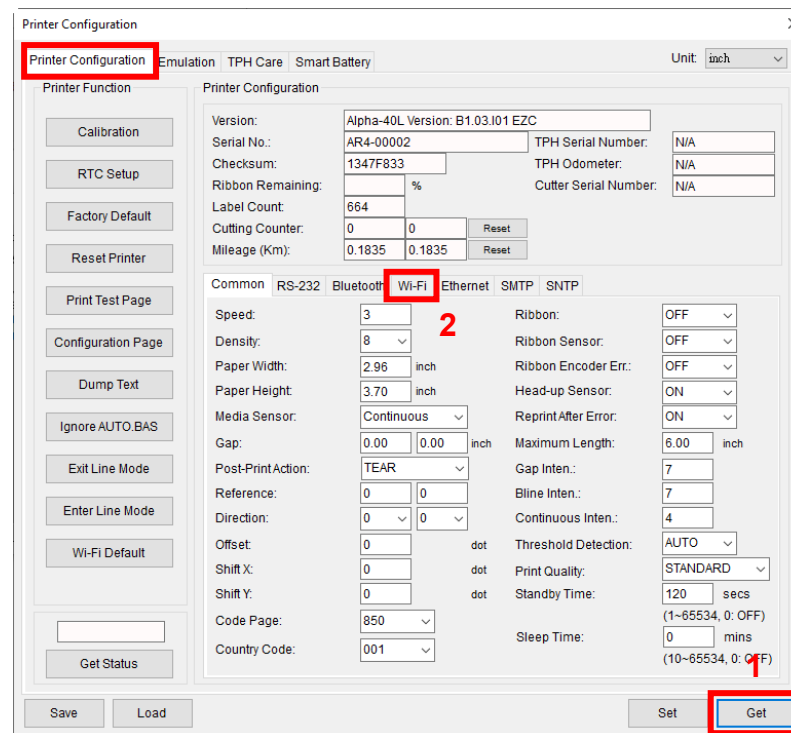 Printer Configuration
Printer Configuration Emulation TPH Care Smart Battery Unit: inch
Printer Function
Calibration
RTC Setup
Factory Default
Reset Printer
Print Test Page
Configuration Page
Dump Text
Ignore AUTO.BAS
Exit Line Mode
Enter Line Mode
Wi-Fi Default
Get Status
Printer Configuration
Version: Alpha-40L Version: B1.03.I01 EZC
Serial No.: AR4-00002 TPH Serial Number: N/A
Checksum: 1347F833 TPH Odometer: N/A
Ribbon Remaining: % Cutter Serial Number: N/A
Label Count: 664
Cutting Counter: 0 0 Reset
Mileage (Km): 0.1835 0.1835 Reset
Common RS-232 Bluetooth Wi-Fi Ethernet SMTP SNTP
2
Speed: 3 Ribbon: OFF
Density: 8 Ribbon Sensor: OFF
Paper Width: 2.96 inch Ribbon Encoder Err.: OFF
Paper Height: 3.70 inch Head-up Sensor: ON
Media Sensor: Continuous Reprint After Error: ON
Gap: 0.00 0.00 inch Maximum Length: 6.00 inch
Post-Print Action: TEAR Gap Inten.: 7
Reference: 0 0 Bline Inten.: 7
Direction: 0 0 Continuous Inten.: 4
Offset: 0 dot Threshold Detection: AUTO
Shift X: 0 dot Print Quality: STANDARD
Shift Y: 0 dot Standby Time: 120 secs
(1~65534, 0: OFF)
Code Page: 850 Sleep Time: 0 mins
Country Code: 001 (10~65534, 0: OFF)
1
Save Load Set Get